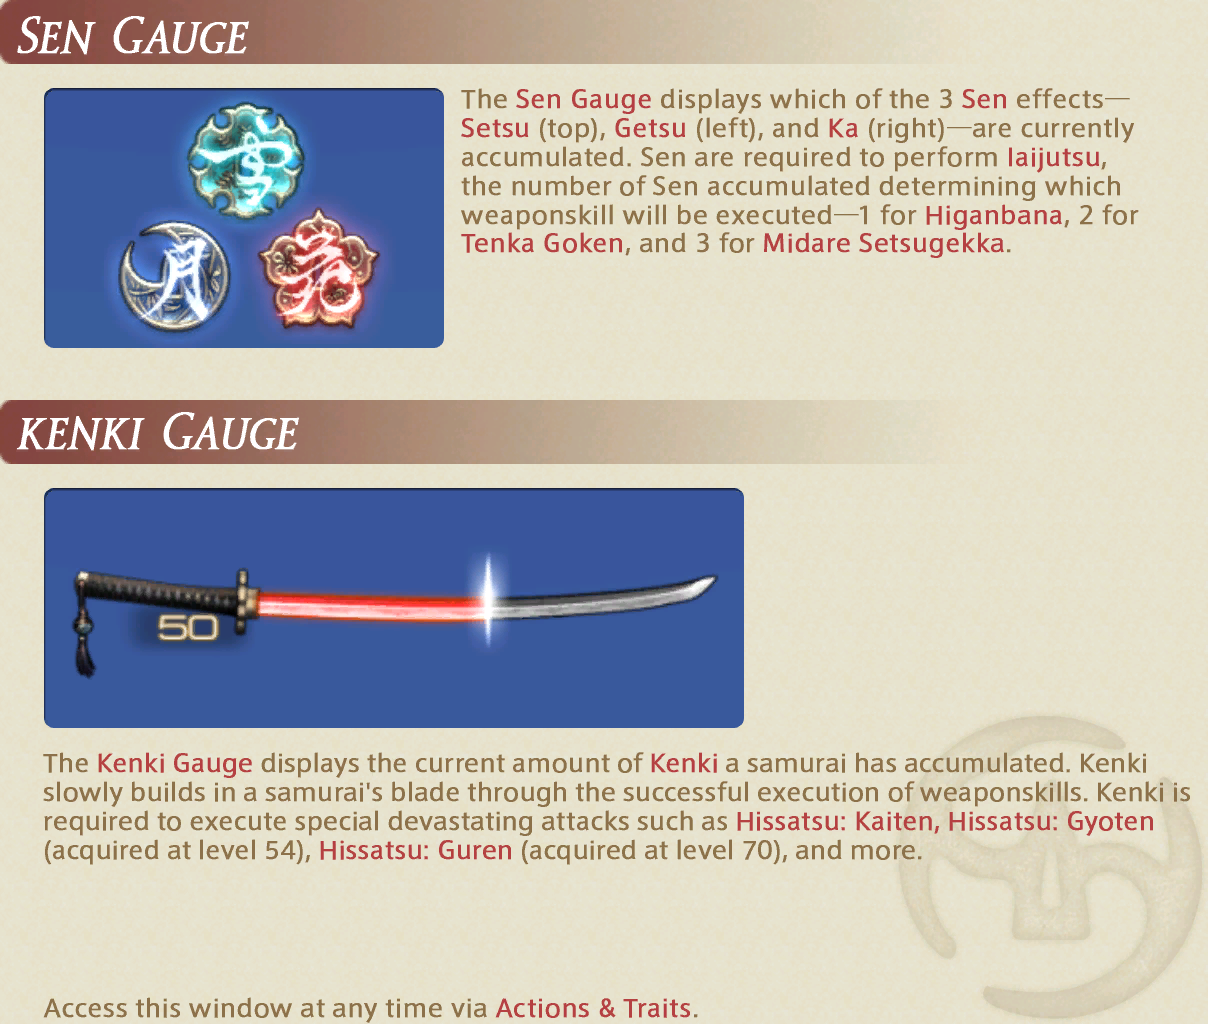 SEN GAUGE
The Sen Gauge displays which of the 3 Sen effects—
Setsu (top), Getsu (left), and Ka (right)—are currently
accumulated. Sen are required to perform Iaijutsu,
the number of Sen accumulated determining which
weaponskill will be executed—1 for Higanbana, 2 for
Tenka Goken, and 3 for Midare Setsugekka.
雪
月
花
KENKI GAUGE
50
The Kenki Gauge displays the current amount of Kenki a samurai has accumulated. Kenki
slowly builds in a samurai's blade through the successful execution of weaponskills. Kenki is
required to execute special devastating attacks such as Hissatsu: Kaiten, Hissatsu: Gyoten
(acquired at level 54), Hissatsu: Guren (acquired at level 70), and more.
Access this window at any time via Actions & Traits.